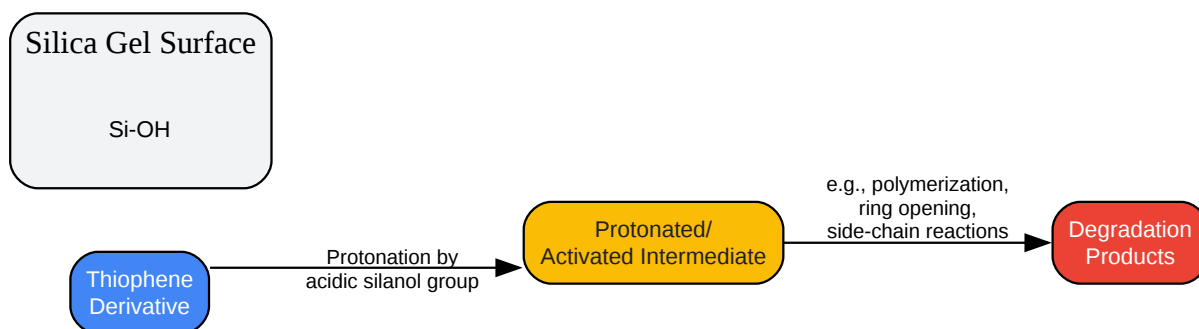 Silica Gel Surface
Si-OH
Thiophene
Derivative
Protonation by
acidic silanol group
Protonated/
Activated Intermediate
e.g., polymerization,
ring opening,
side-chain reactions
Degradation
Products